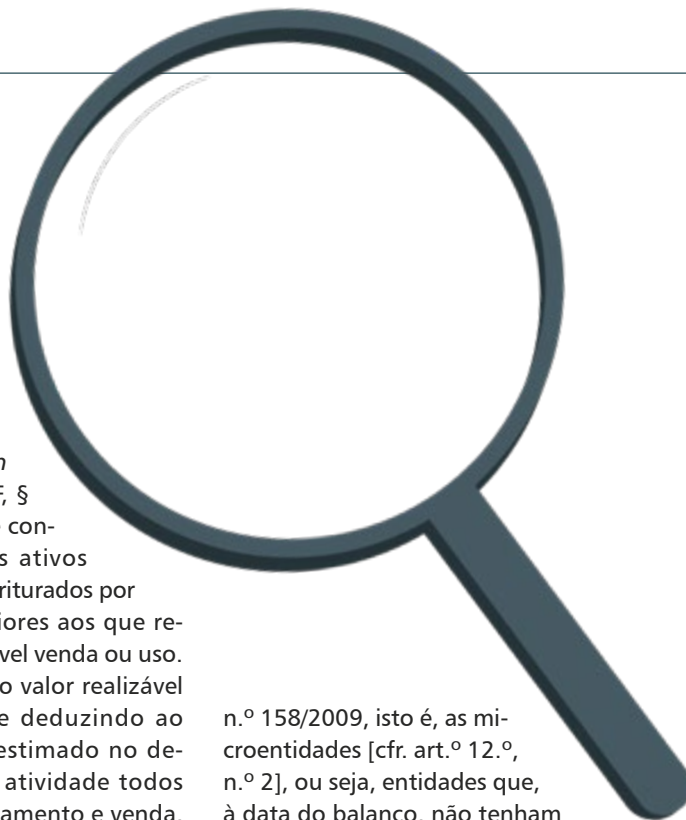 , §
con-
s ativos
riturados por
iores aos que re-
vel venda ou uso.
o valor realizável
e deduzindo ao
estimado no de-
atividade todos
amento e venda.
n.º 158/2009, isto é, as mi-
croentidades [cfr. art.º 12.º,
n.º 2], ou seja, entidades que,
à data do balanço, não tenham